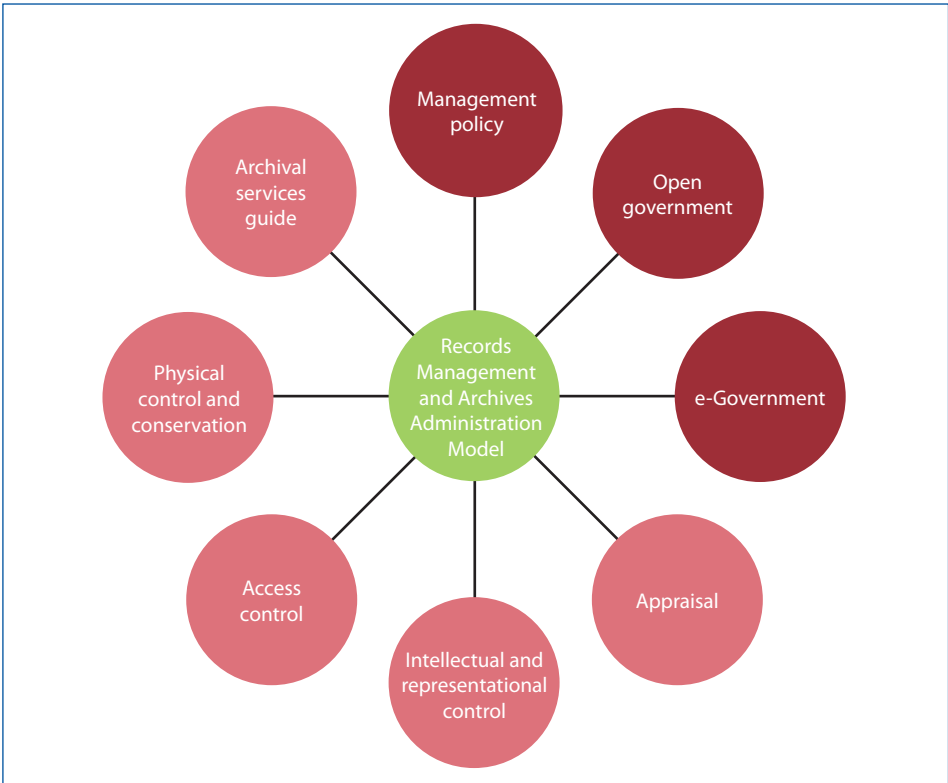 Management
policy
Open
government
e-Government
Appraisal
Intellectual and
representational
control
Access
control
Physical
control and
conservation
Archival
services
guide
Records
Management
and Archives
Administration
Model